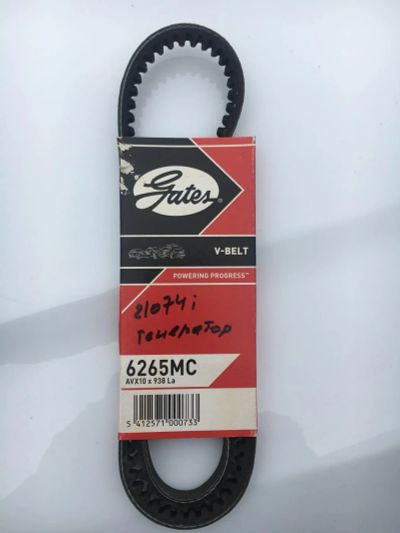 Gates®
V-BELT
POWERING PROGRESS™
21074i
генератор
6265MC
AVX10 x 938 La
5 412571 000733